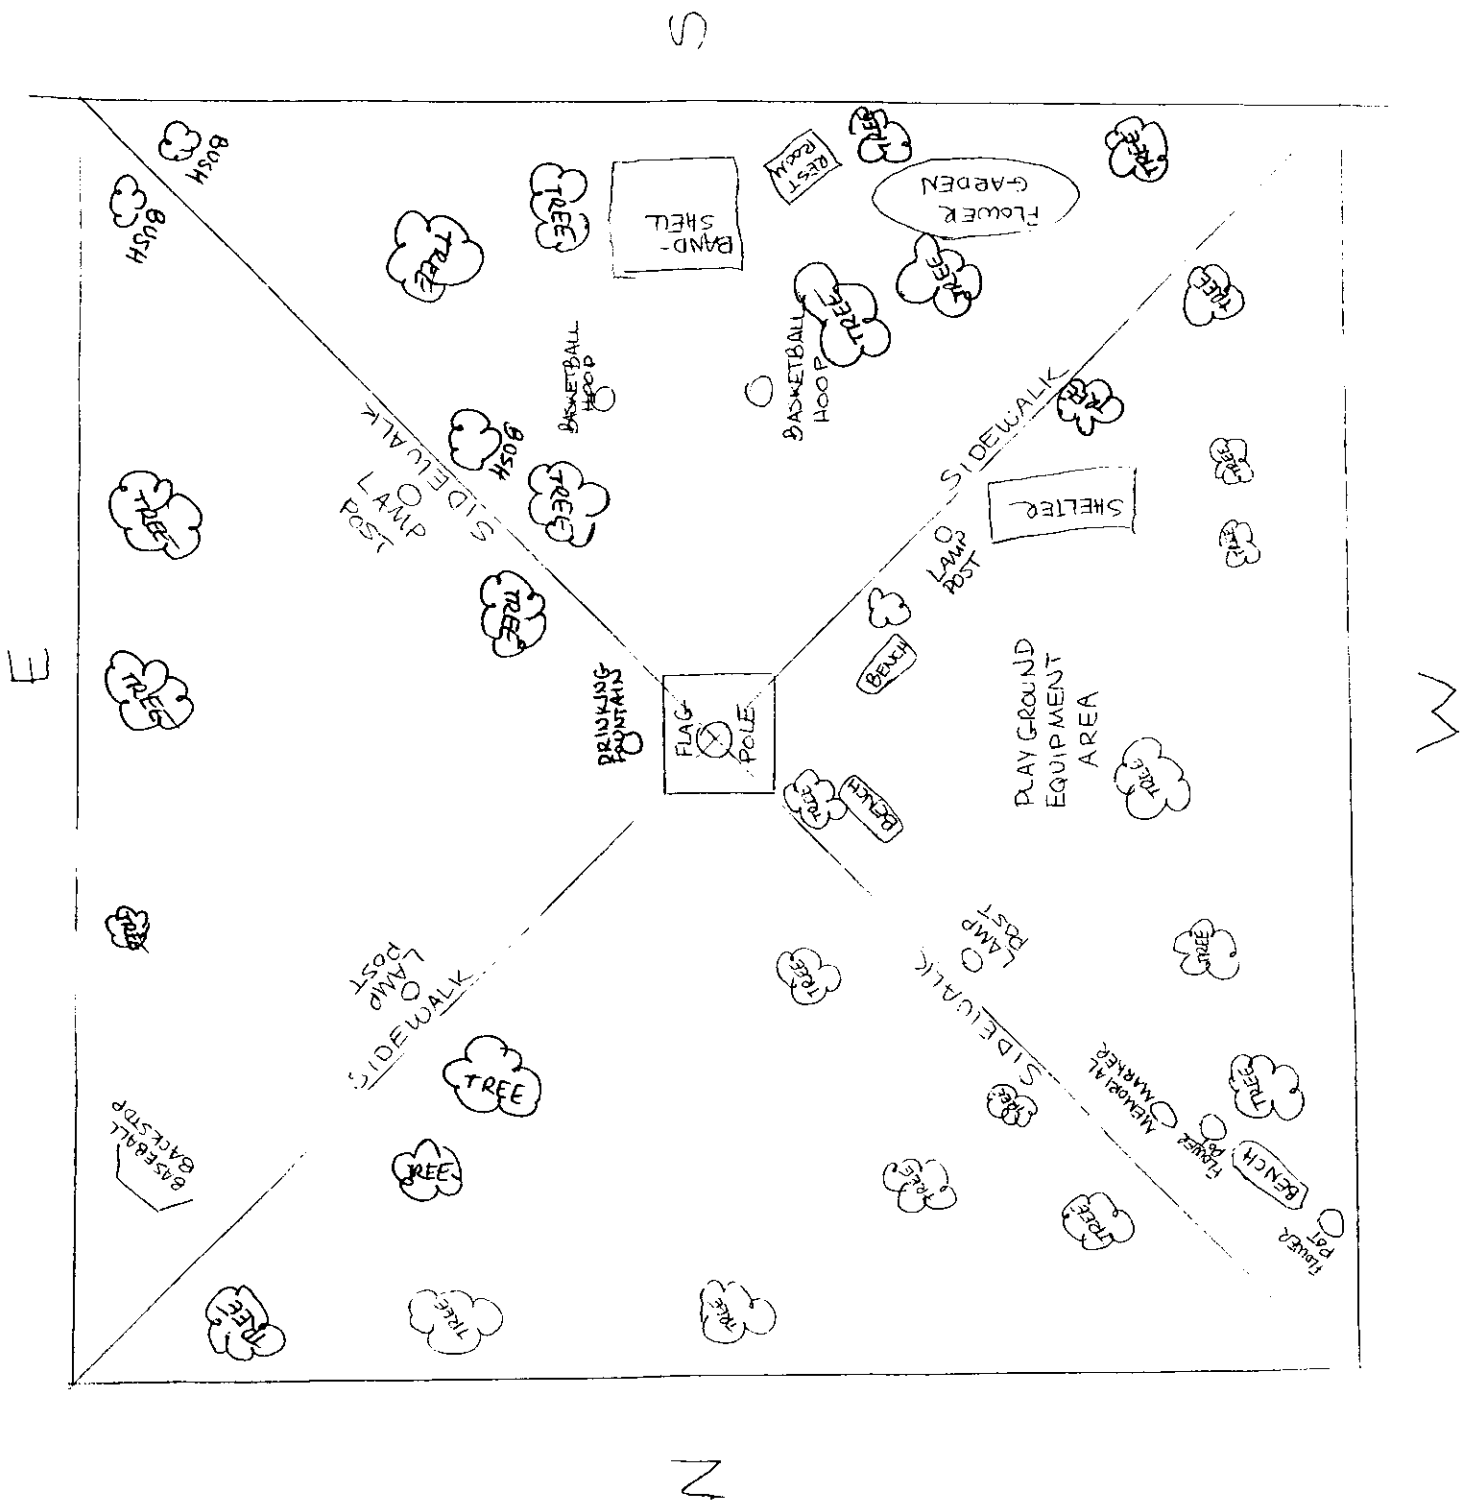 S
BUSH
BUSH
TREE
TREE
BAND-
SHELL
REST
ROOM
TREE
FLOWER
GARDEN
TREE
TREE
TREE
TREE
BASKETBALL
HOOP
BASKETBALL
HOOP
SIDEWALK
LAMP
POST
BUSH
TREE
TREE
SIDEWALK
TREE
TREE
TREE
SHELTER
LAMP
POST
TREE
E
TREE
DRINKING
FOUNTAIN
FLAG
POLE
BENCH
PLAYGROUND
EQUIPMENT
AREA
TREE
W
TREE
BENCH
TREE
LAMP
POST
SIDEWALK
TREE
LAMP
POST
SIDEWALK
TREE
TREE
TREE
BASEBALL
BACKSTOP
TREE
TREE
TREE
MEMORIAL
MARKER
TREE
FLOWER
POT
BENCH
FLOWER
POT
TREE
TREE
TREE
TREE
N